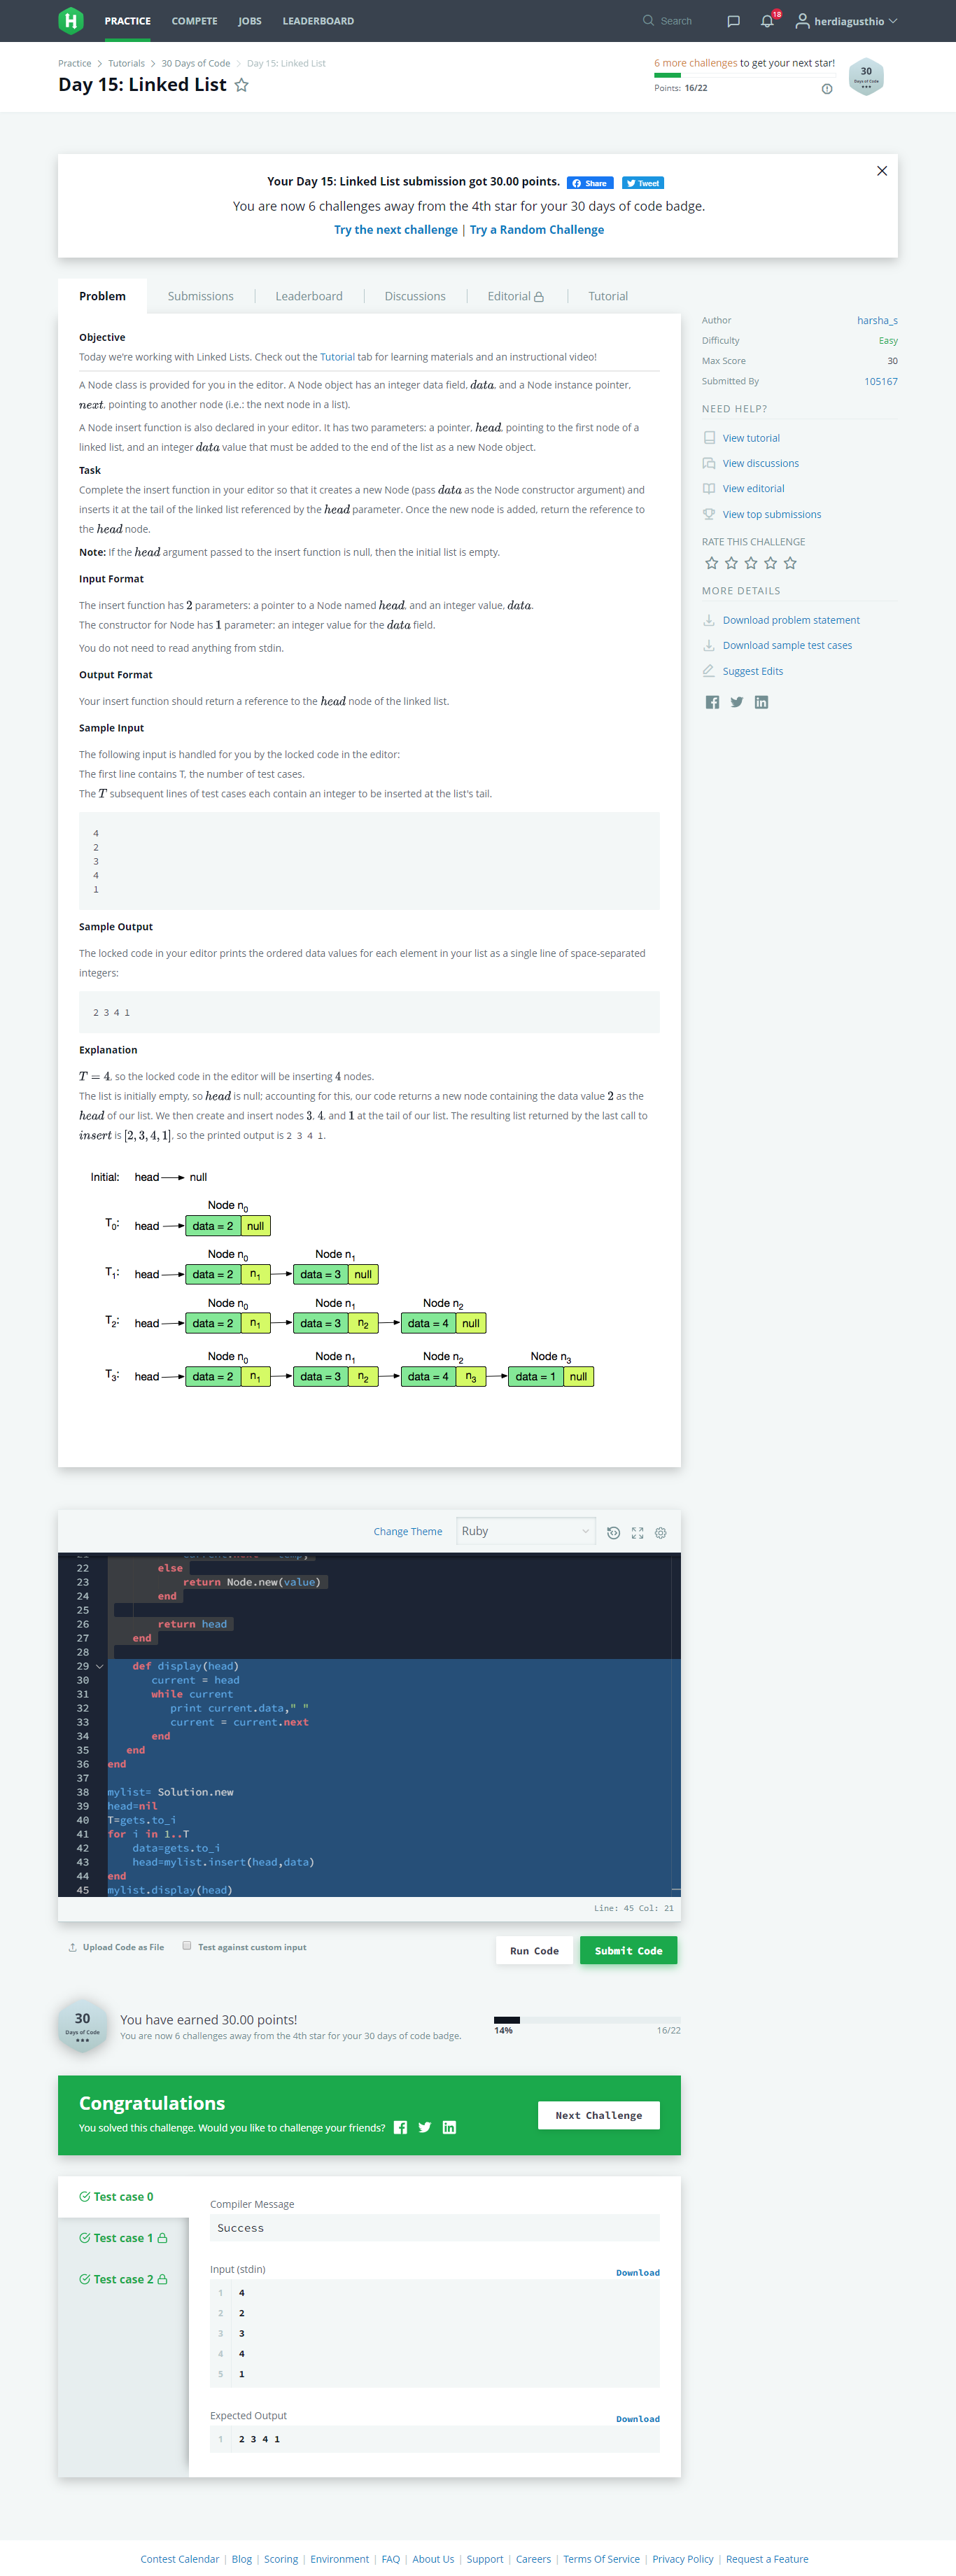 PRACTICE COMPETE JOBS LEADERBOARD Search 18 herdiagusthio
Practice > Tutorials > 30 Days of Code > Day 15: Linked List
Day 15: Linked List
6 more challenges to get your next star!
Points: 16/22
30
Days of Code
Your Day 15: Linked List submission got 30.00 points. Share Tweet
You are now 6 challenges away from the 4th star for your 30 days of code badge.
Try the next challenge | Try a Random Challenge
Problem Submissions Leaderboard Discussions Editorial Tutorial
Objective
Today we're working with Linked Lists. Check out the Tutorial tab for learning materials and an instructional video!
A Node class is provided for you in the editor. A Node object has an integer data field, data, and a Node instance pointer,
next, pointing to another node (i.e.: the next node in a list).
A Node insert function is also declared in your editor. It has two parameters: a pointer, head, pointing to the first node of a
linked list, and an integer data value that must be added to the end of the list as a new Node object.
Task
Complete the insert function in your editor so that it creates a new Node (pass data as the Node constructor argument) and
inserts it at the tail of the linked list referenced by the head parameter. Once the new node is added, return the reference to
the head node.
Note: If the head argument passed to the insert function is null, then the initial list is empty.
Input Format
The insert function has 2 parameters: a pointer to a Node named head, and an integer value, data.
The constructor for Node has 1 parameter: an integer value for the data field.
You do not need to read anything from stdin.
Output Format
Your insert function should return a reference to the head node of the linked list.
Sample Input
The following input is handled for you by the locked code in the editor:
The first line contains T, the number of test cases.
The T subsequent lines of test cases each contain an integer to be inserted at the list's tail.
4
2
3
4
1
Sample Output
The locked code in your editor prints the ordered data values for each element in your list as a single line of space-separated
integers:
2 3 4 1
Explanation
T = 4, so the locked code in the editor will be inserting 4 nodes.
The list is initially empty, so head is null; accounting for this, our code returns a new node containing the data value 2 as the
head of our list. We then create and insert nodes 3, 4, and 1 at the tail of our list. The resulting list returned by the last call to
insert is [2, 3, 4, 1], so the printed output is 2 3 4 1.
Initial: head null
Node n0
T0: head data = 2 null
Node n0 Node n1
T1: head data = 2 n1 data = 3 null
Node n0 Node n1 Node n2
T2: head data = 2 n1 data = 3 n2 data = 4 null
Node n0 Node n1 Node n2 Node n3
T3: head data = 2 n1 data = 3 n2 data = 4 n3 data = 1 null
Author harsha_s
Difficulty Easy
Max Score 30
Submitted By 105167
NEED HELP?
View tutorial
View discussions
View editorial
View top submissions
RATE THIS CHALLENGE
MORE DETAILS
Download problem statement
Download sample test cases
Suggest Edits
Change Theme Ruby
22 else
23 return Node.new(value)
24 end
25
26 return head
27 end
28
29 def display(head)
30 current = head
31 while current
32 print current.data," "
33 current = current.next
34 end
35 end
36 end
37
38 mylist= Solution.new
39 head=nil
40 T=gets.to_i
41 for i in 1..T
42 data=gets.to_i
43 head=mylist.insert(head,data)
44 end
45 mylist.display(head)
Line: 45 Col: 21
Upload Code as File Test against custom input Run Code Submit Code
30
Days of Code
You have earned 30.00 points!
You are now 6 challenges away from the 4th star for your 30 days of code badge.
14% 16/22
Congratulations
You solved this challenge. Would you like to challenge your friends?
Next Challenge
Test case 0
Test case 1
Test case 2
Compiler Message
Success
Input (stdin) Download
1 4
2 2
3 3
4 4
5 1
Expected Output Download
1 2 3 4 1
Contest Calendar | Blog | Scoring | Environment | FAQ | About Us | Support | Careers | Terms Of Service | Privacy Policy | Request a Feature